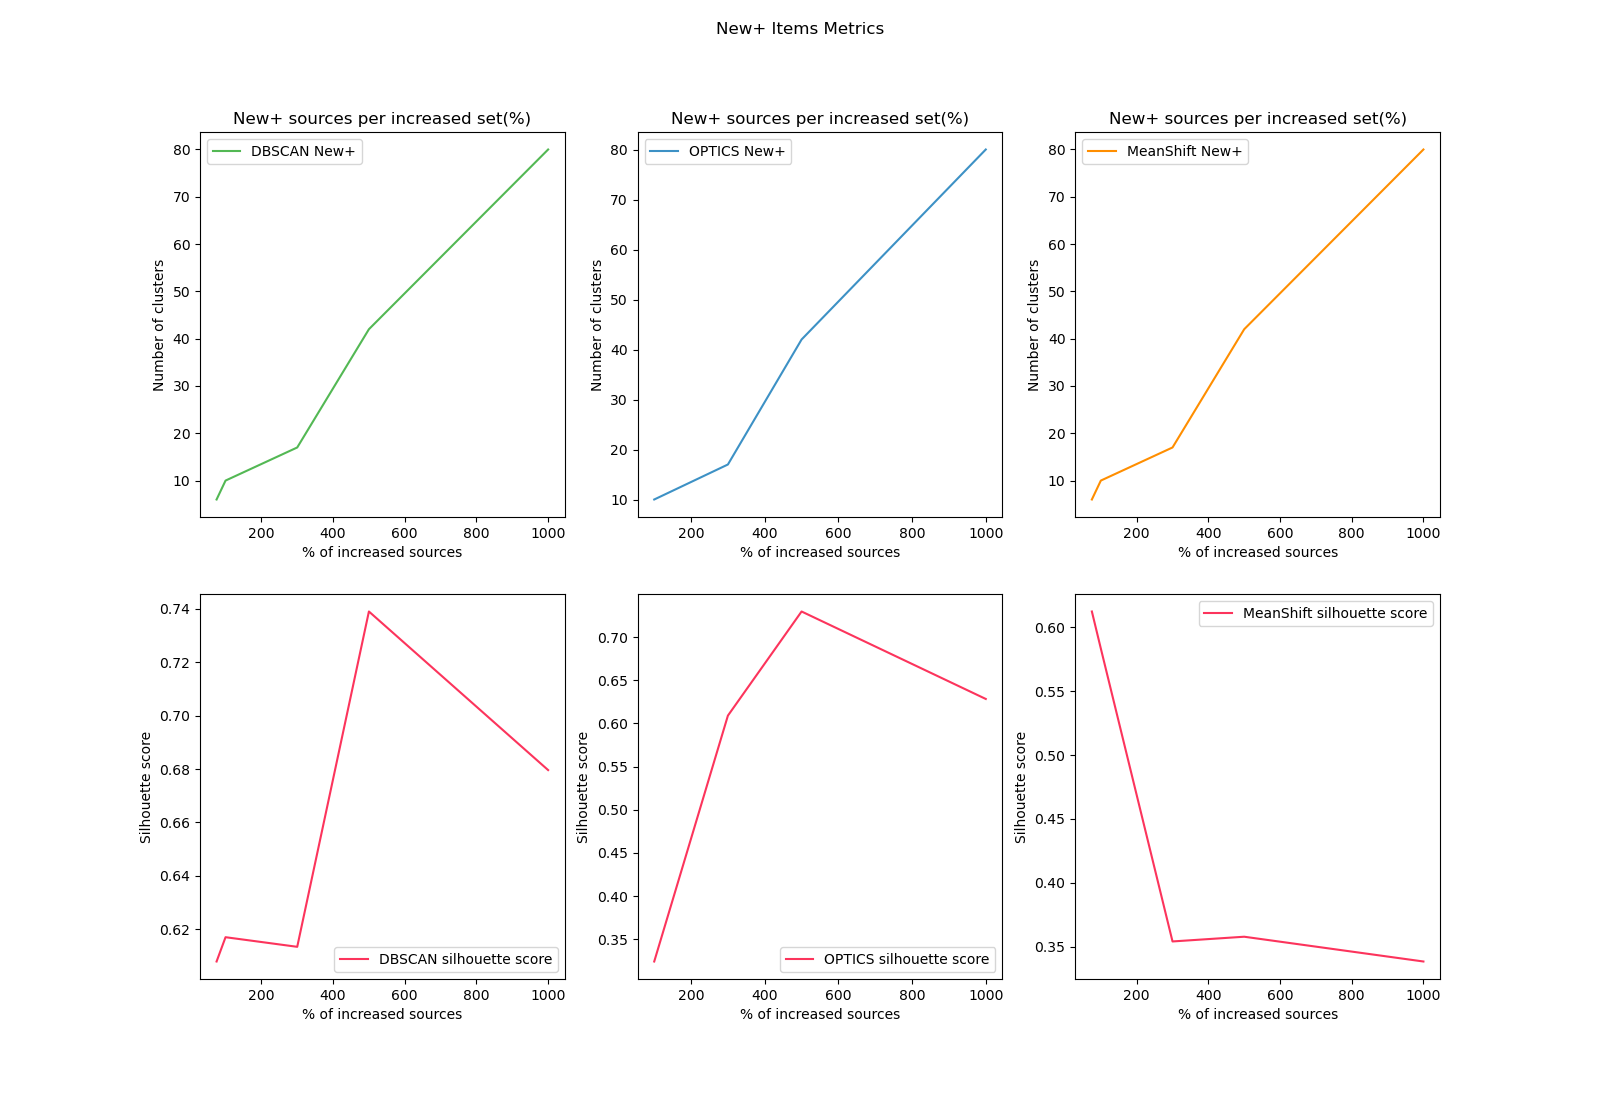 New+ Items Metrics
New+ sources per increased set(%)
DBSCAN New+
80
70
60
50
40
30
20
10
Number of clusters
200 400 600 800 1000
% of increased sources
New+ sources per increased set(%)
OPTICS New+
80
70
60
50
40
30
20
10
Number of clusters
200 400 600 800 1000
% of increased sources
New+ sources per increased set(%)
MeanShift New+
80
70
60
50
40
30
20
10
Number of clusters
200 400 600 800 1000
% of increased sources
0.74
0.72
0.70
0.68
0.66
0.64
0.62
Silhouette score
DBSCAN silhouette score
200 400 600 800 1000
% of increased sources
0.70
0.65
0.60
0.55
0.50
0.45
0.40
0.35
Silhouette score
OPTICS silhouette score
200 400 600 800 1000
% of increased sources
MeanShift silhouette score
0.60
0.55
0.50
0.45
0.40
0.35
Silhouette score
200 400 600 800 1000
% of increased sources